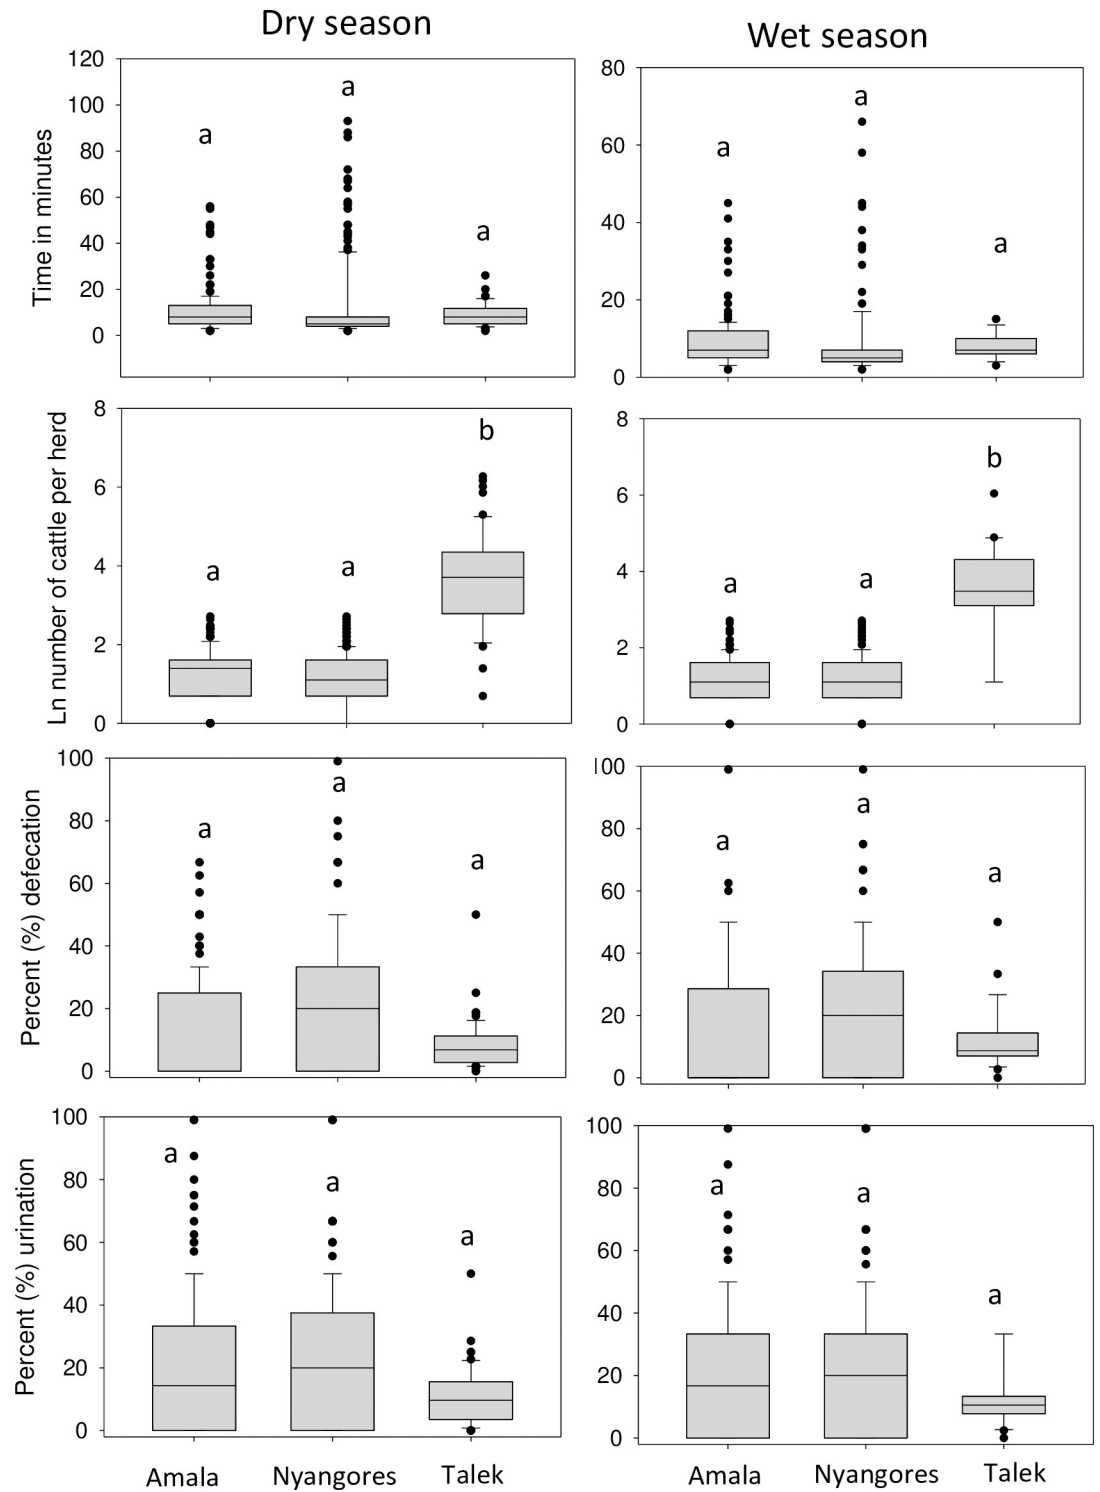 Dry season
Wet season
Time in minutes
120
100
80
60
40
20
0
a
a
a
80
60
40
20
0
a
a
a
Ln number of cattle per herd
8
6
4
2
0
a
a
b
8
6
4
2
0
a
a
b
Percent (%) defecation
100
80
60
40
20
0
a
a
a
100
80
60
40
20
0
a
a
a
Percent (%) urination
100
80
60
40
20
0
a
a
a
100
80
60
40
20
0
a
a
a
Amala Nyangores Talek
Amala Nyangores Talek